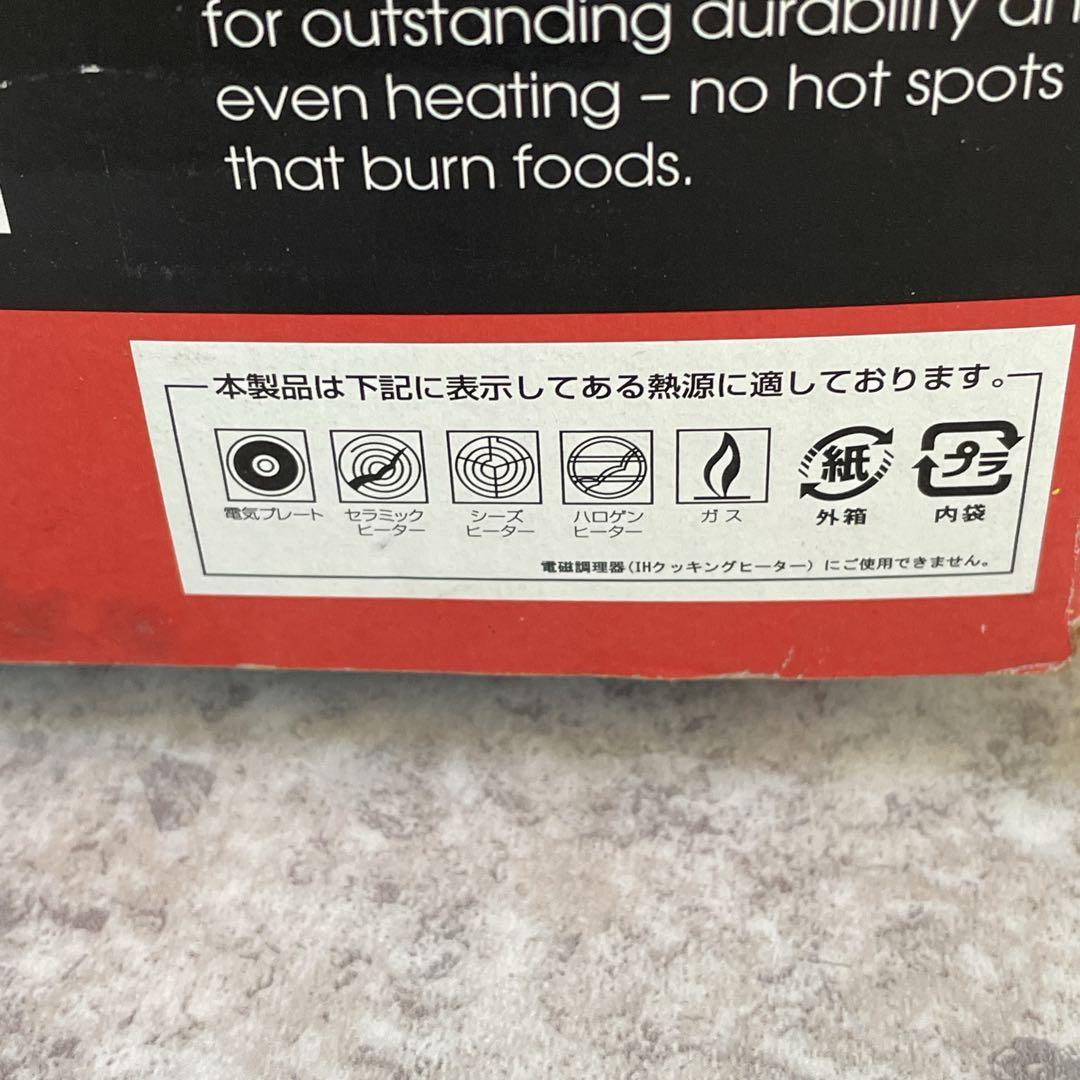 for outstanding durability an
even heating – no hot spots
that burn foods.
本製品は下記に表示してある熱源に適しております。
電気プレート
セラミック
ヒーター
シーズ
ヒーター
ハロゲン
ヒーター
ガス
紙
外箱
プラ
内袋
電磁調理器(IHクッキングヒーター)にご使用できません。